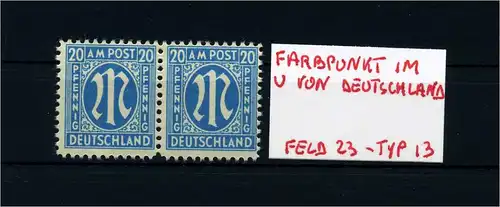 20 AM POST 20 20 AM POST 20
PFENNIG M PFENNIG PFENNIG M PFENNIG
DEUTSCHLAND DEUTSCHLAND
FARBPUNKT IM
U VON DEUTSCHLAND
FELD 23 - TYP 13